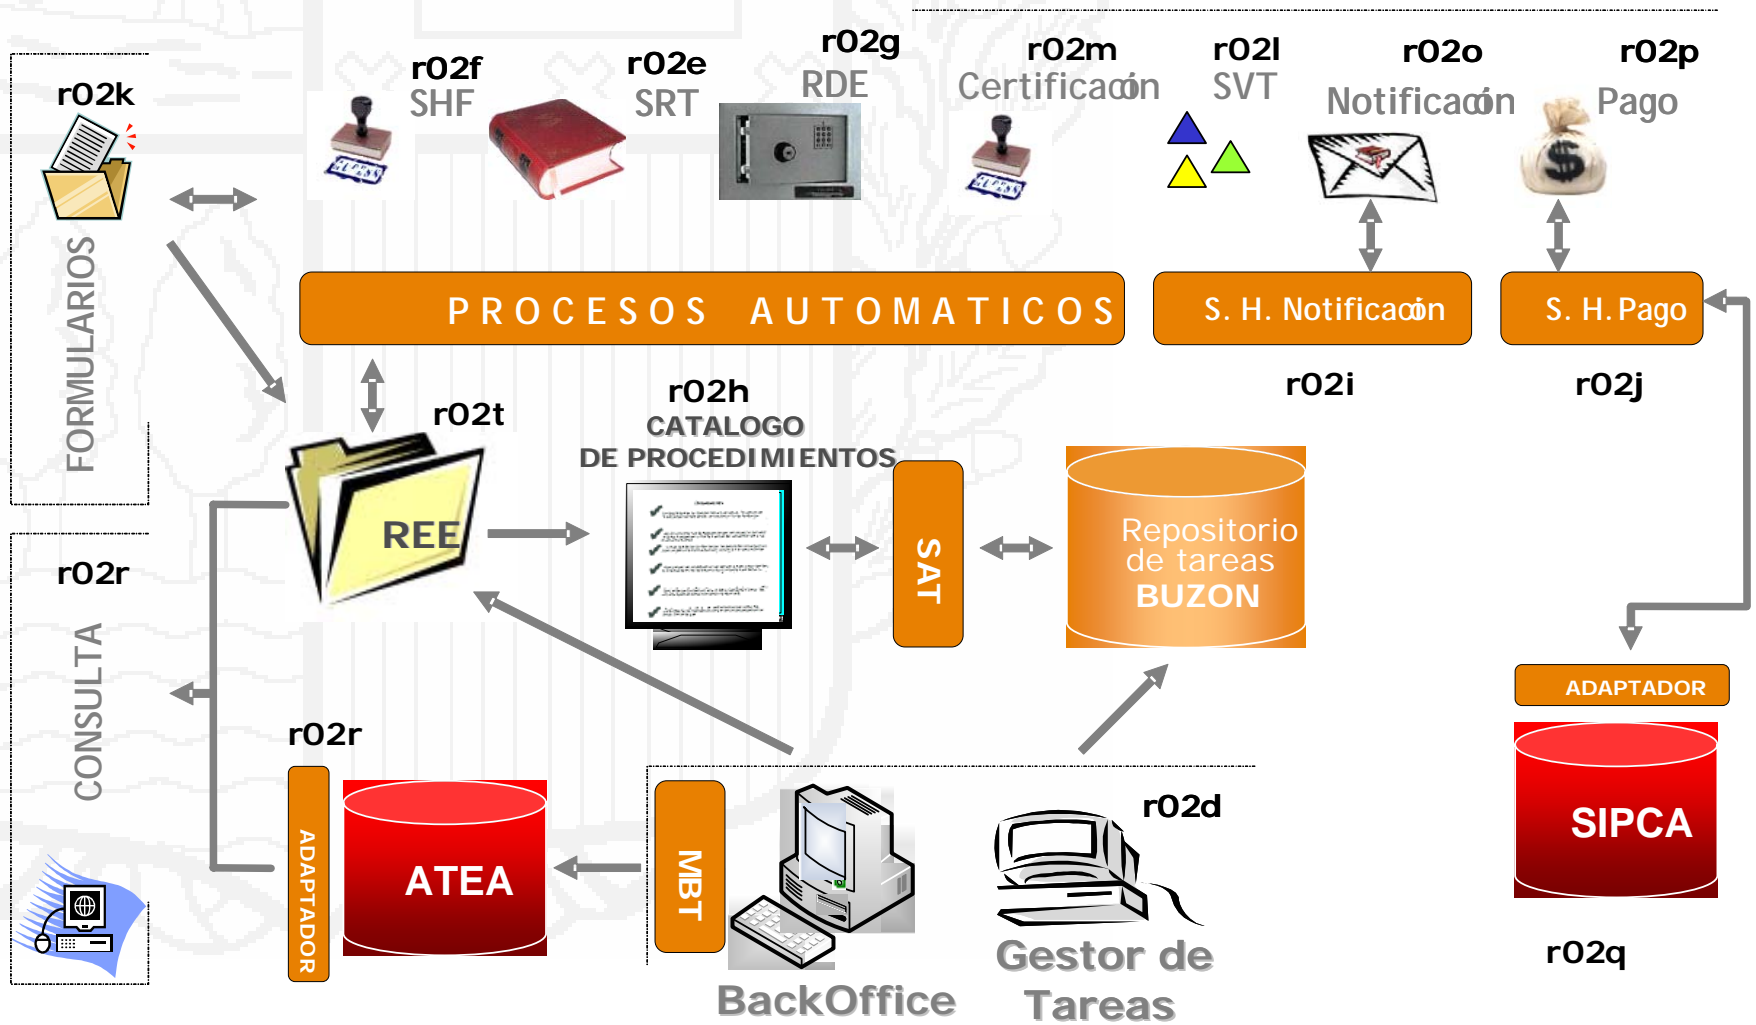 r02k
FORMULARIOS
r02f
SHF
r02e
SRT
r02g
RDE
r02m
Certificación
r02l
SVT
r02o
Notificación
r02p
Pago
PROCESOS AUTOMATICOS
S. H. Notificación
S. H. Pago
r02i
r02j
r02t
REE
r02h
CATALOGO
DE PROCEDIMIENTOS
SAT
Repositorio
de tareas
BUZON
r02r
CONSULTA
r02r
ADAPTADOR
ATEA
MBT
BackOffice
r02d
Gestor de
Tareas
ADAPTADOR
SIPCA
r02q